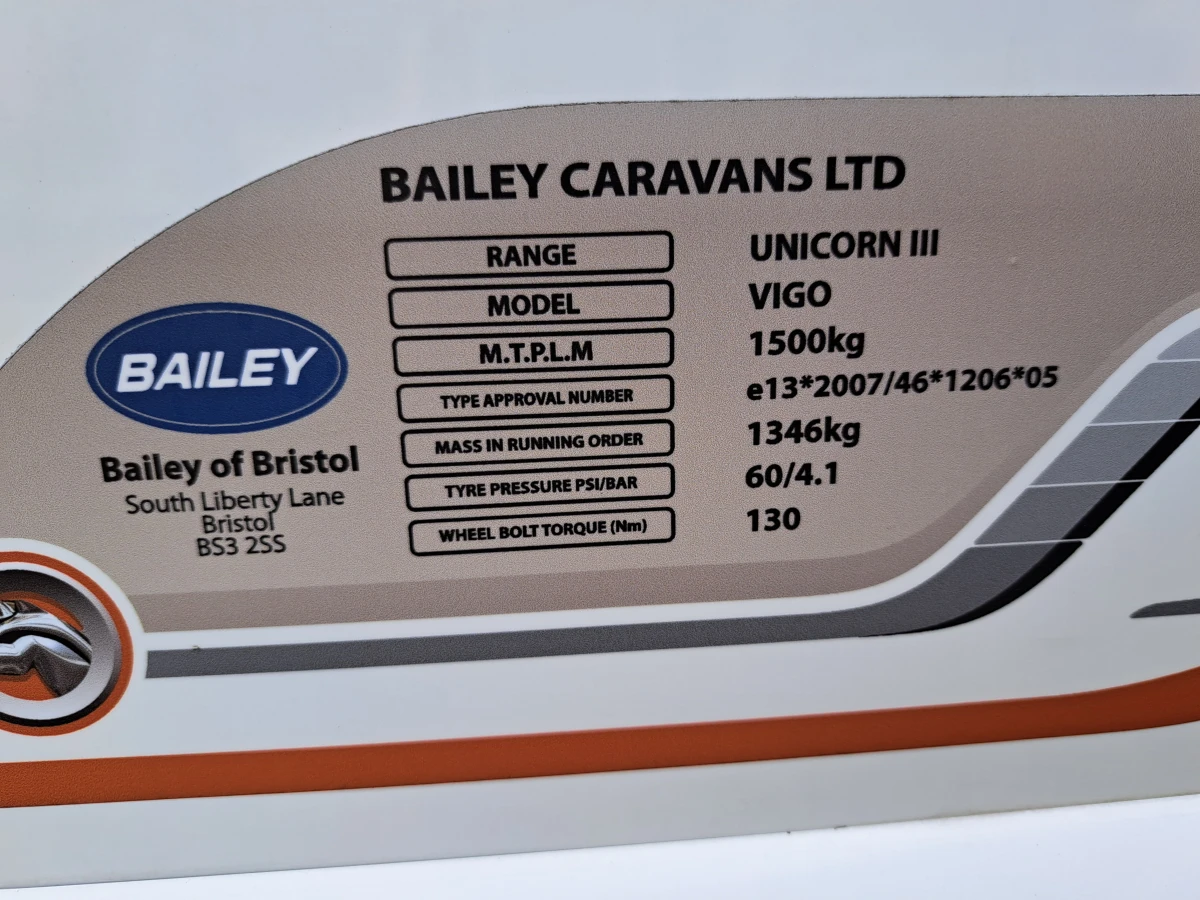 BAILEY CARAVANS LTD
RANGE UNICORN III
MODEL VIGO
M.T.P.L.M 1500kg
TYPE APPROVAL NUMBER e13*2007/46*1206*05
MASS IN RUNNING ORDER 1346kg
TYRE PRESSURE PSI/BAR 60/4.1
WHEEL BOLT TORQUE (Nm) 130
BAILEY
Bailey of Bristol
South Liberty Lane
Bristol
BS3 2SS